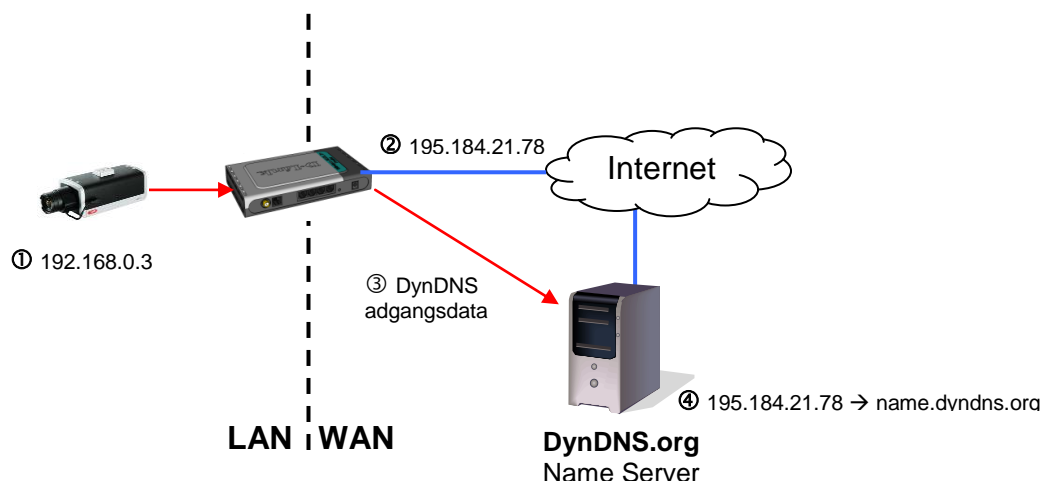 ② 195.184.21.78
Internet
D-Link
① 192.168.0.3
③ DynDNS
adgangsdata
④ 195.184.21.78 → name.dyndns.org
LAN WAN
DynDNS.org
Name Server